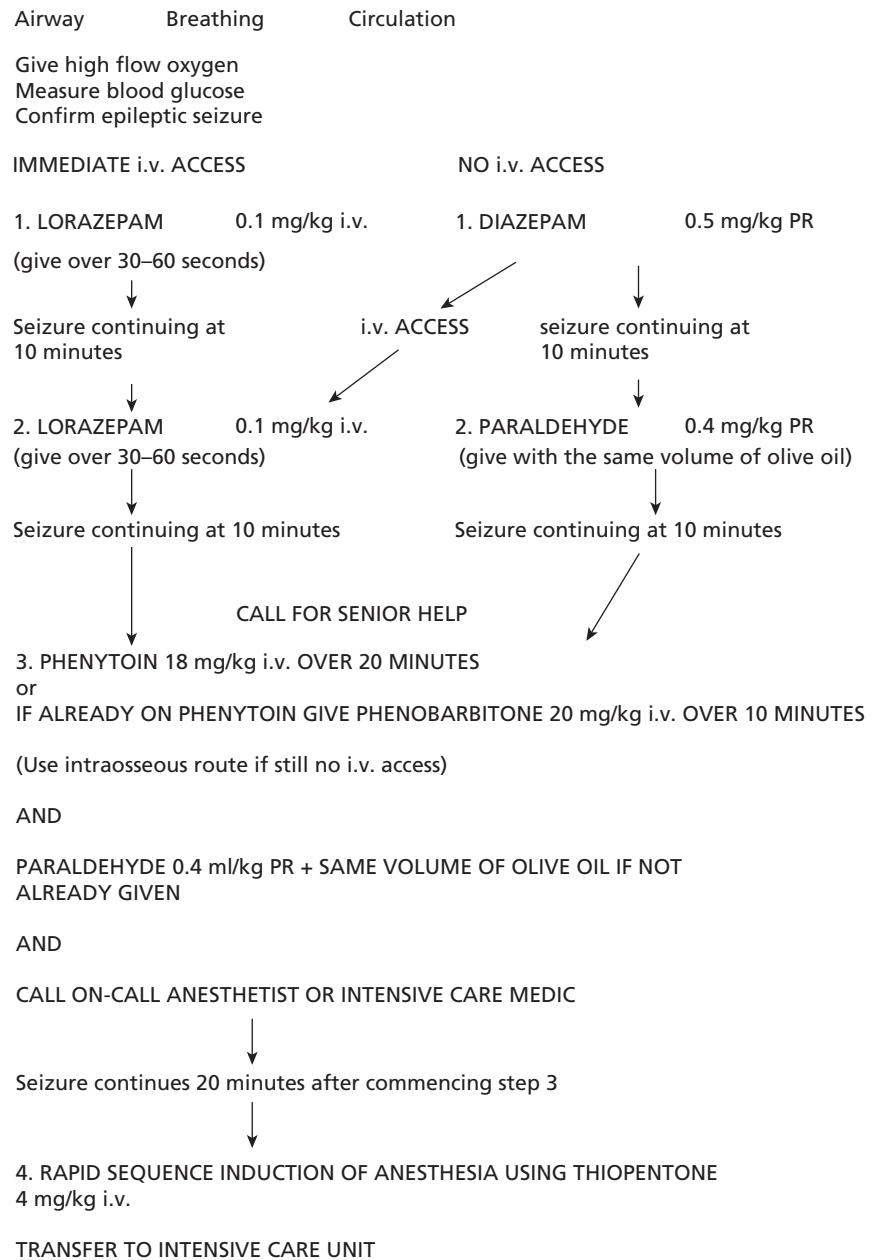 Airway Breathing Circulation
Give high flow oxygen
Measure blood glucose
Confirm epileptic seizure
IMMEDIATE i.v. ACCESS NO i.v. ACCESS
1. LORAZEPAM 0.1 mg/kg i.v. 1. DIAZEPAM 0.5 mg/kg PR
(give over 30–60 seconds)
Seizure continuing at i.v. ACCESS seizure continuing at
10 minutes 10 minutes
2. LORAZEPAM 0.1 mg/kg i.v. 2. PARALDEHYDE 0.4 mg/kg PR
(give over 30–60 seconds) (give with the same volume of olive oil)
Seizure continuing at 10 minutes Seizure continuing at 10 minutes
CALL FOR SENIOR HELP
3. PHENYTOIN 18 mg/kg i.v. OVER 20 MINUTES
or
IF ALREADY ON PHENYTOIN GIVE PHENOBARBITONE 20 mg/kg i.v. OVER 10 MINUTES
(Use intraosseous route if still no i.v. access)
AND
PARALDEHYDE 0.4 ml/kg PR + SAME VOLUME OF OLIVE OIL IF NOT
ALREADY GIVEN
AND
CALL ON-CALL ANESTHETIST OR INTENSIVE CARE MEDIC
Seizure continues 20 minutes after commencing step 3
4. RAPID SEQUENCE INDUCTION OF ANESTHESIA USING THIOPENTONE
4 mg/kg i.v.
TRANSFER TO INTENSIVE CARE UNIT